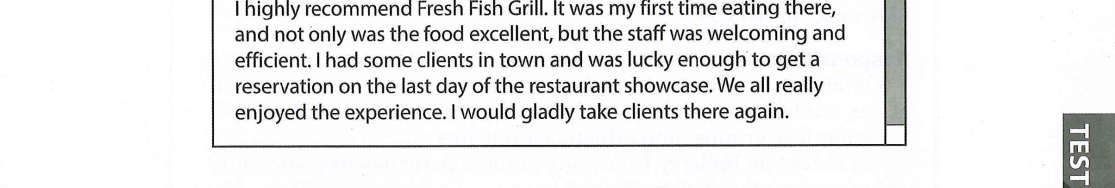 I highly recommend Fresh Fish Grill. It was my first time eating there,
and not only was the food excellent, but the staff was welcoming and
efficient. I had some clients in town and was lucky enough to get a
reservation on the last day of the restaurant showcase. We all really
enjoyed the experience. I would gladly take clients there again.
TEST